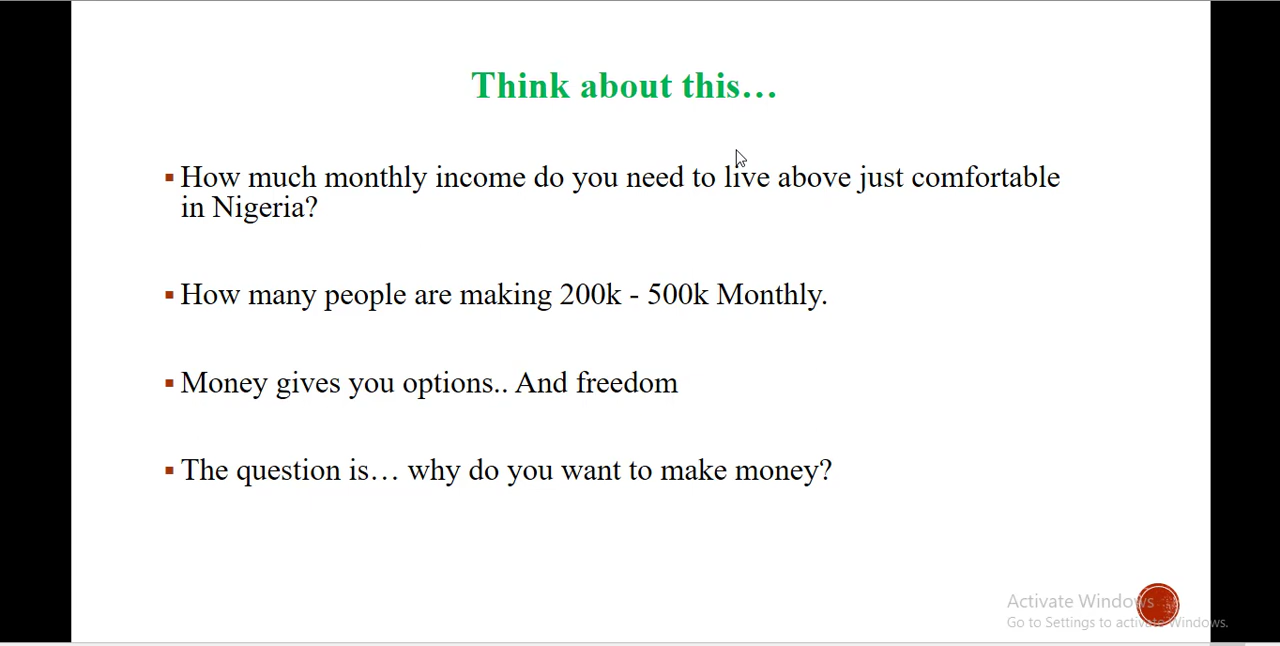 Think about this…
▪ How much monthly income do you need to live above just comfortable
in Nigeria?
▪ How many people are making 200k - 500k Monthly.
▪ Money gives you options.. And freedom
▪ The question is… why do you want to make money?
Activate Windows
Go to Settings to activate Windows.